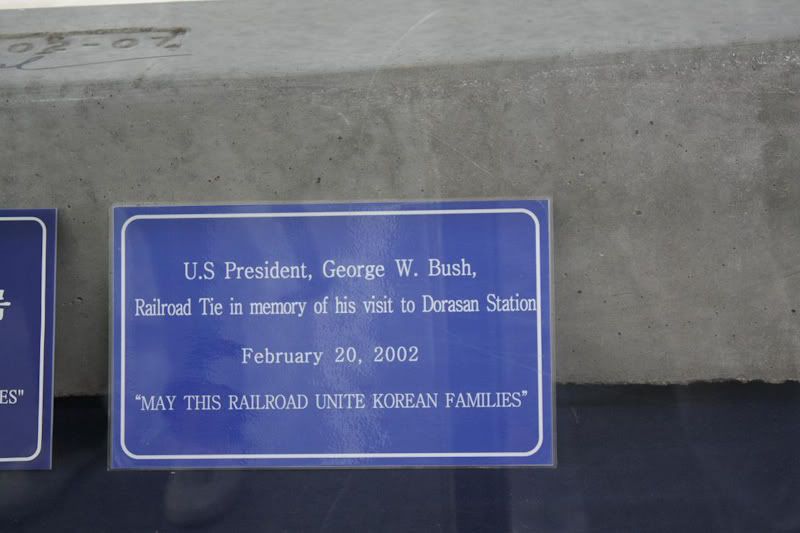 U.S President, George W. Bush,
Railroad Tie in memory of his visit to Dorasan Station
February 20, 2002
“MAY THIS RAILROAD UNITE KOREAN FAMILIES”
ES"